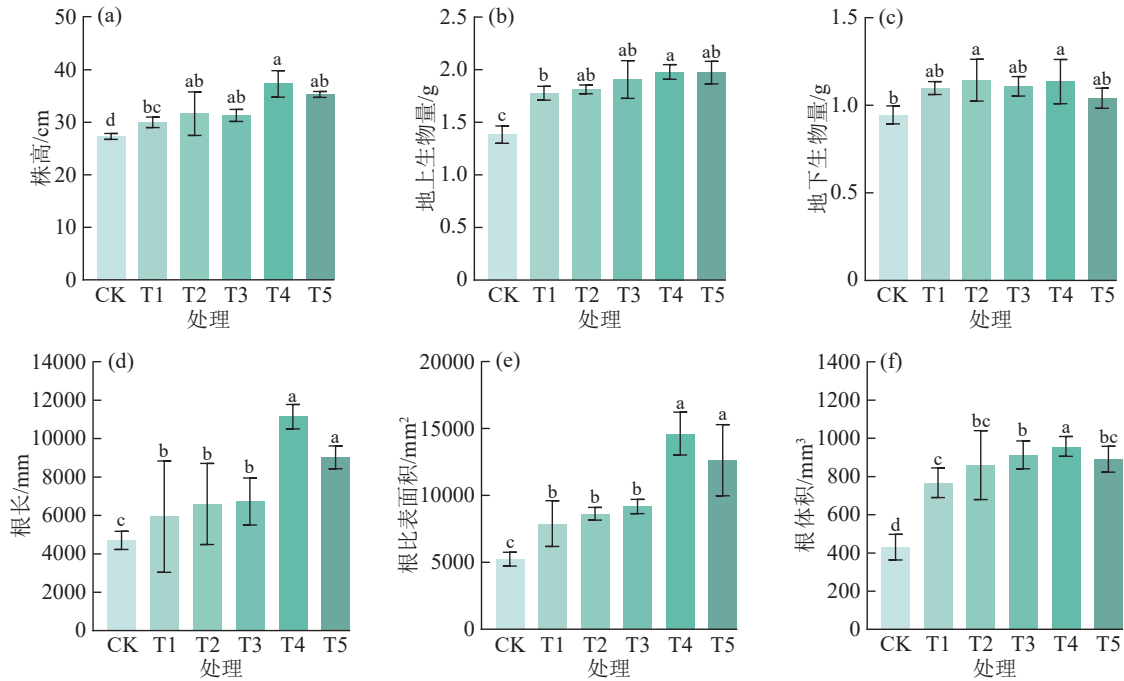 (a)
株高/cm
50
40
30
20
10
0
d
bc
ab
ab
a
ab
CK T1 T2 T3 T4 T5
处理
(b)
地上生物量/g
2.5
2.0
1.5
1.0
0.5
0
c
b
ab
ab
a
ab
CK T1 T2 T3 T4 T5
处理
(c)
地下生物量/g
1.5
1.0
0.5
0
b
ab
a
ab
a
ab
CK T1 T2 T3 T4 T5
处理
(d)
根长/mm
14000
12000
10000
8000
6000
4000
2000
0
c
b
b
b
a
a
CK T1 T2 T3 T4 T5
处理
(e)
根比表面积/mm²
20000
15000
10000
5000
0
c
b
b
b
a
a
CK T1 T2 T3 T4 T5
处理
(f)
根体积/mm³
1400
1200
1000
800
600
400
200
0
d
c
bc
b
a
bc
CK T1 T2 T3 T4 T5
处理